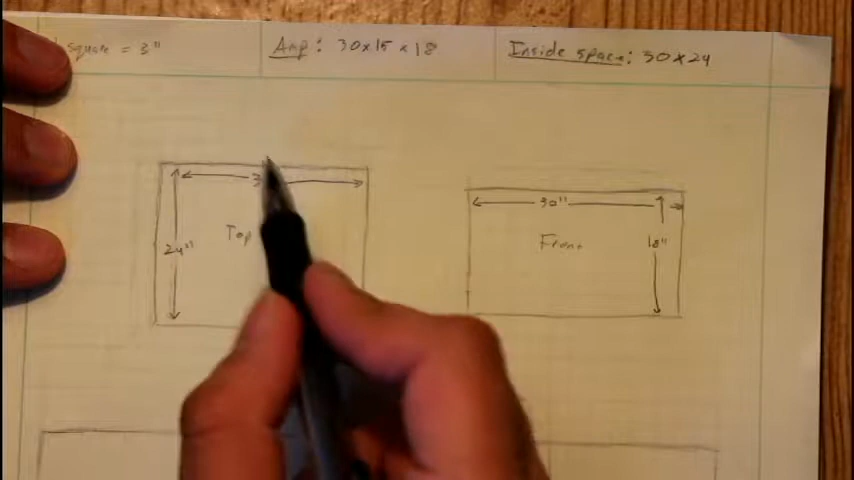 square = 3"
Amp: 30x15x18
Inside space: 30x24
30"
24"
Top
18"
Front